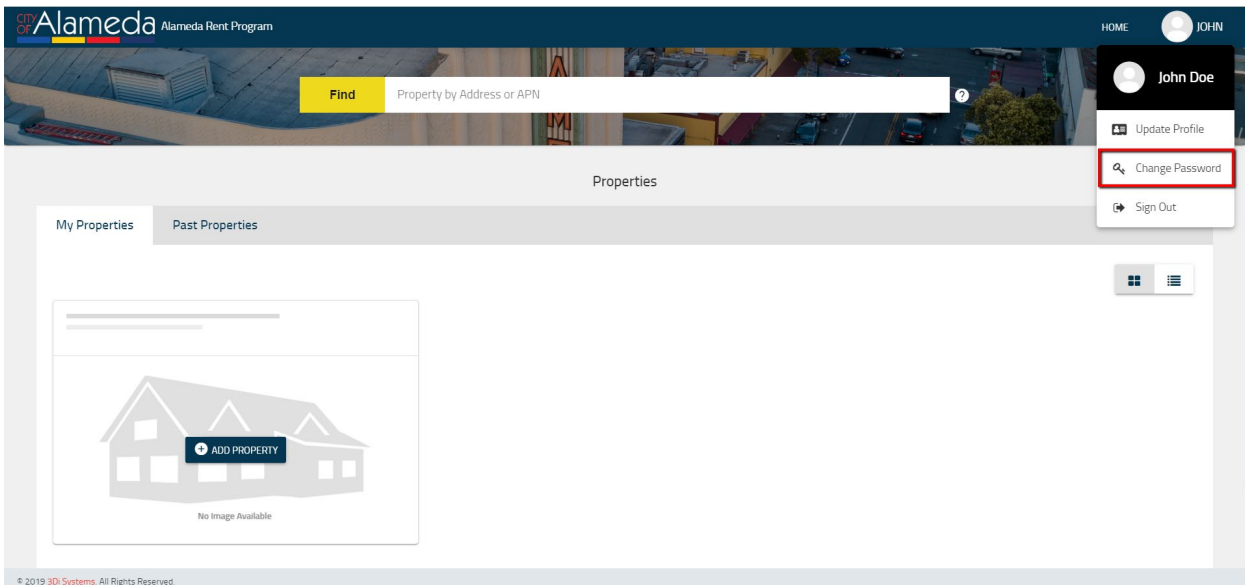 CITY OF Alameda Alameda Rent Program
HOME
JOHN
Find
Property by Address or APN
?
John Doe
Update Profile
Change Password
Sign Out
Properties
My Properties
Past Properties
ADD PROPERTY
No Image Available
© 2019 3Di Systems. All Rights Reserved.